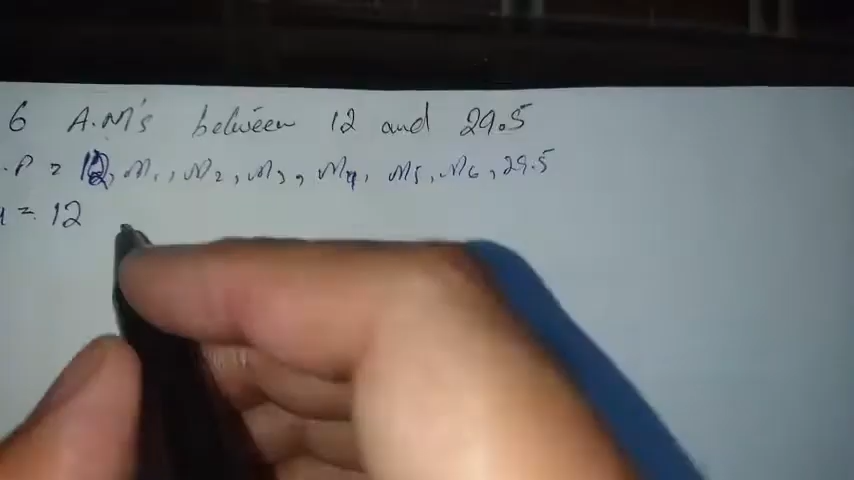 6 A.M's between 12 and 29.5
.P = 12, M1, M2, M3, M4, M5, M6, 29.5
= 12